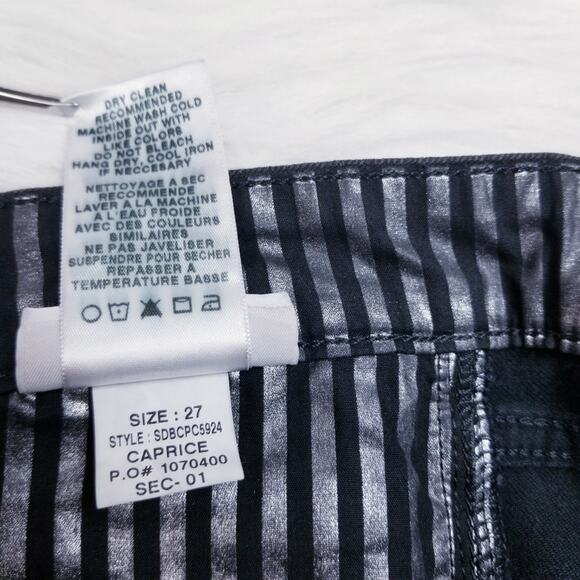 DRY CLEAN
RECOMMENDED
MACHINE WASH COLD
INSIDE OUT WITH
LIKE COLORS
DO NOT BLEACH
HANG DRY, COOL IRON
IF NECCESARY
NETTOYAGE A SEC
RECOMMENDE
LAVER A LA MACHINE
A L'EAU FROIDE
AVEC DES COULEURS
SIMILAIRES
NE PAS JAVELISER
SUSPENDRE POUR SECHER
REPASSER A
TEMPERATURE BASSE
SIZE : 27
STYLE : SDBCPC5924
CAPRICE
P.O# 1070400
SEC- 01